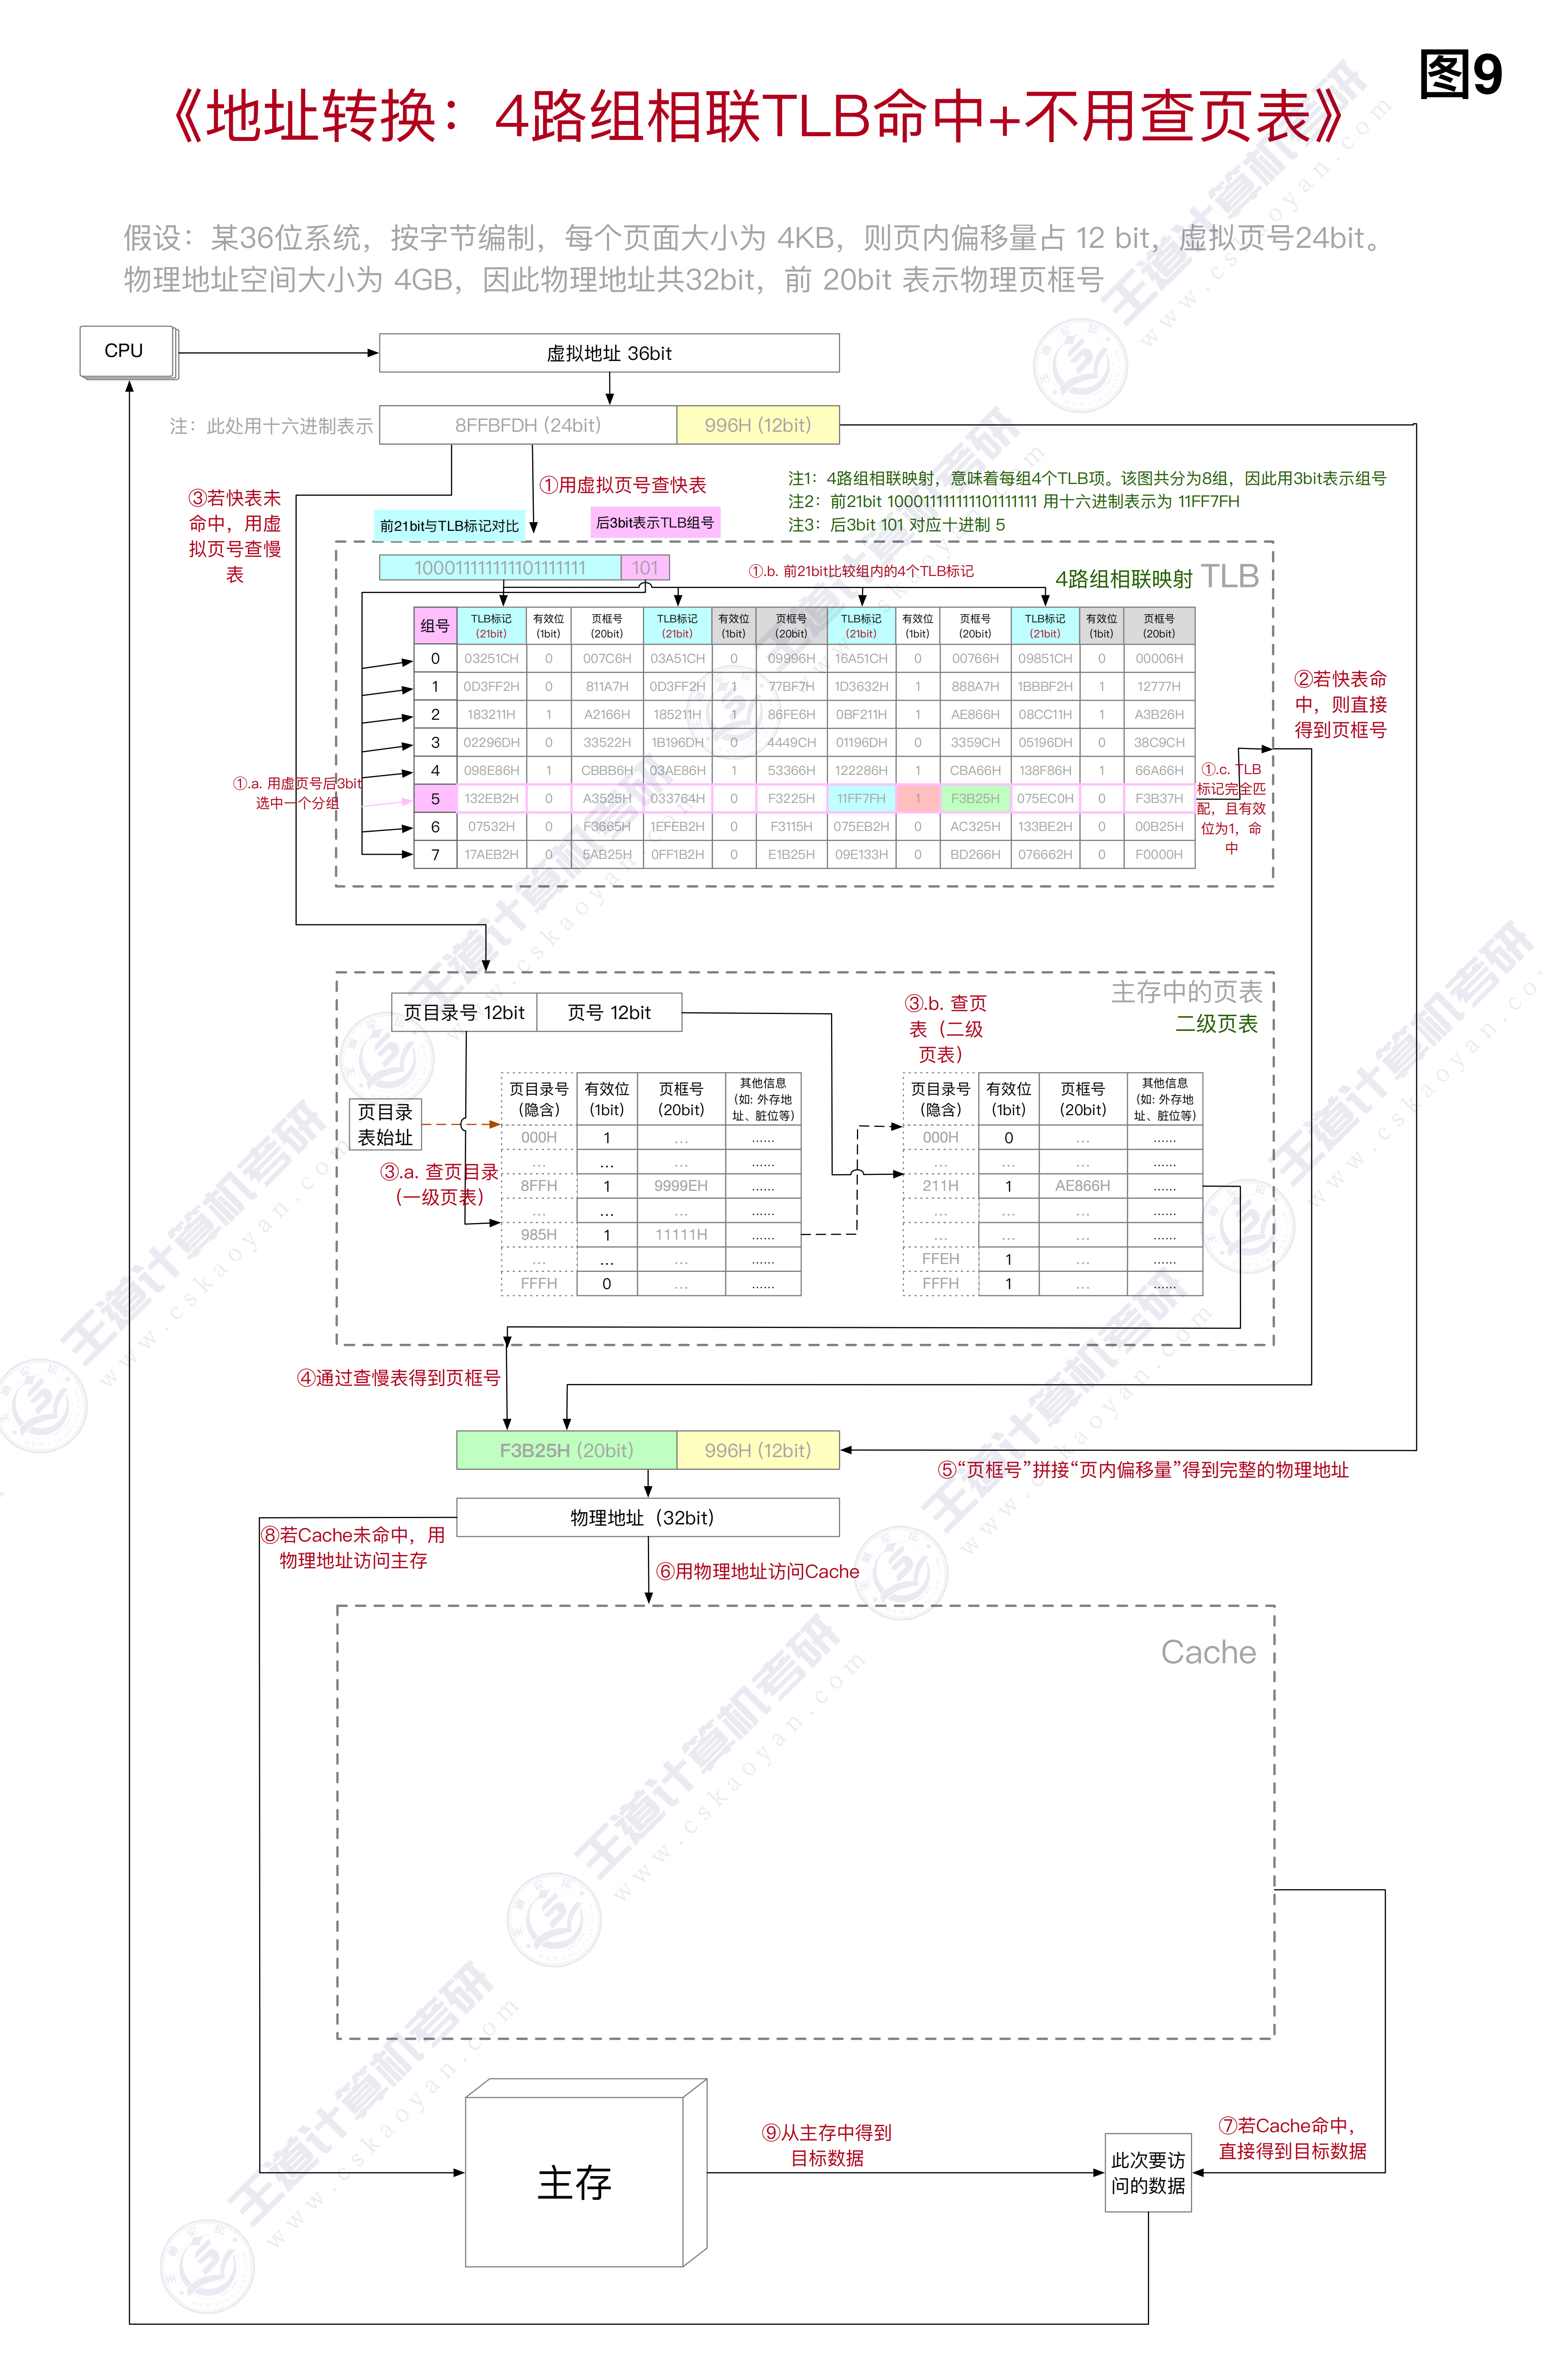 图9
《地址转换：4路组相联TLB命中+不用查页表》
假设：某36位系统，按字节编制，每个页面大小为 4KB，则页内偏移量占 12 bit，虚拟页号24bit。
物理地址空间大小为 4GB，因此物理地址共32bit，前 20bit 表示物理页框号
CPU
虚拟地址 36bit
注：此处用十六进制表示
8FFBFDH (24bit)
996H (12bit)
③若快表未
命中，用虚
拟页号查慢
表
①用虚拟页号查快表
注1：4路组相联映射，意味着每组4个TLB项。该图共分为8组，因此用3bit表示组号
注2：前21bit 100011111111101111111 用十六进制表示为 11FF7FH
注3：后3bit 101 对应十进制 5
前21bit与TLB标记对比
后3bit表示TLB组号
100011111111101111111 101
①.b. 前21bit比较组内的4个TLB标记
4路组相联映射 TLB
组号 TLB标记 有效位 页框号 TLB标记 有效位 页框号 TLB标记 有效位 页框号 TLB标记 有效位 页框号
(21bit) (1bit) (20bit) (21bit) (1bit) (20bit) (21bit) (1bit) (20bit) (21bit) (1bit) (20bit)
0 03251CH 0 007C6H 03A51CH 0 09996H 16A51CH 0 00766H 09851CH 0 00006H
1 0D3FF2H 0 811A7H 0D3FF2H 1 77BF7H 1D3632H 1 888A7H 1BBBF2H 1 12777H
2 183211H 1 A2166H 185211H 1 86FE6H 0BF211H 1 AE866H 08CC11H 1 A3B26H
3 02296DH 0 33522H 1B196DH 0 4449CH 01196DH 0 3359CH 05196DH 0 38C9CH
4 098E86H 1 CBBB6H 03AE86H 1 53366H 122286H 1 CBA66H 138F86H 1 66A66H
5 132EB2H 0 A3525H 033764H 0 F3225H 11FF7FH 1 F3B25H 075EC0H 0 F3B37H
6 07532H 0 F3665H 1EFEB2H 0 F3115H 075EB2H 0 AC325H 133BE2H 0 00B25H
7 17AEB2H 0 5AB25H 0FF1B2H 0 E1B25H 09E133H 0 BD266H 076662H 0 F0000H
①.a. 用虚页号后3bit
选中一个分组
①.c. TLB
标记完全匹
配，且有效
位为1，命
中
②若快表命
中，则直接
得到页框号
主存中的页表
二级页表
页目录号 12bit
页号 12bit
③.b. 查页
表（二级
页表）
页目录
表始址
③.a. 查页目录
（一级页表）
页目录号 有效位 页框号 其他信息
（隐含） (1bit) (20bit) （如: 外存地
址、脏位等）
000H 1 ... ......
... ... ... ......
8FFH 1 9999EH ......
... ... ... ......
985H 1 11111H ......
... ... ... ......
FFFH 0 ... ......
页目录号 有效位 页框号 其他信息
（隐含） (1bit) (20bit) （如: 外存地
址、脏位等）
000H 0 ... ......
... ... ... ......
211H 1 AE866H ......
... ... ... ......
... ... ... ......
FFEH 1 ... ......
FFFH 1 ... ......
④通过查慢表得到页框号
F3B25H (20bit)
996H (12bit)
⑤“页框号”拼接“页内偏移量”得到完整的物理地址
物理地址（32bit）
⑧若Cache未命中，用
物理地址访问主存
⑥用物理地址访问Cache
Cache
主存
⑨从主存中得到
目标数据
此次要访
问的数据
⑦若Cache命中，
直接得到目标数据
王道计算机考研
www.cskaoyan.com